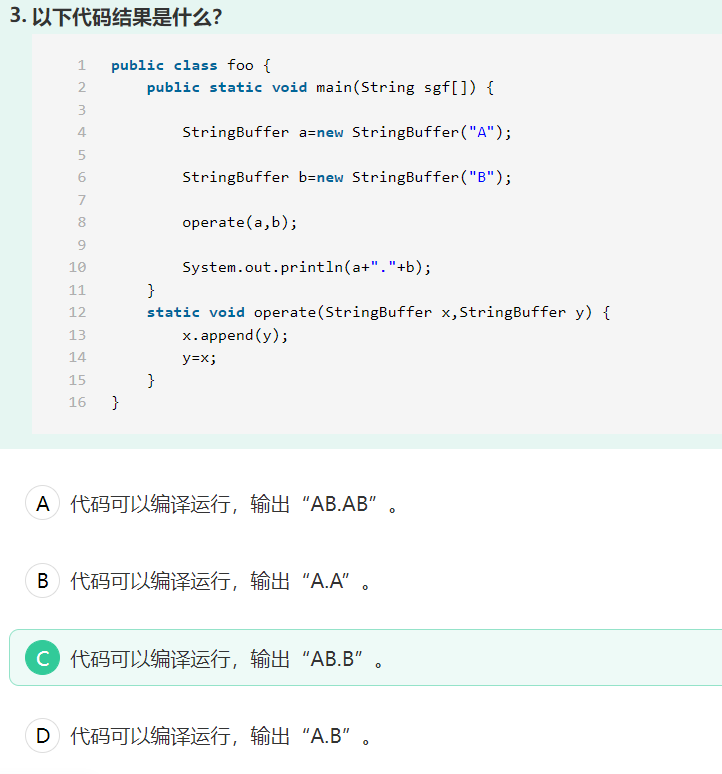 3. 以下代码结果是什么?
1 public class foo {
2 public static void main(String sgf[]) {
3
4 StringBuffer a=new StringBuffer("A");
5
6 StringBuffer b=new StringBuffer("B");
7
8 operate(a,b);
9
10 System.out.println(a+"."+b);
11 }
12 static void operate(StringBuffer x,StringBuffer y) {
13 x.append(y);
14 y=x;
15 }
16 }
A 代码可以编译运行，输出“AB.AB”。
B 代码可以编译运行，输出“A.A”。
C 代码可以编译运行，输出“AB.B”。
D 代码可以编译运行，输出“A.B”。